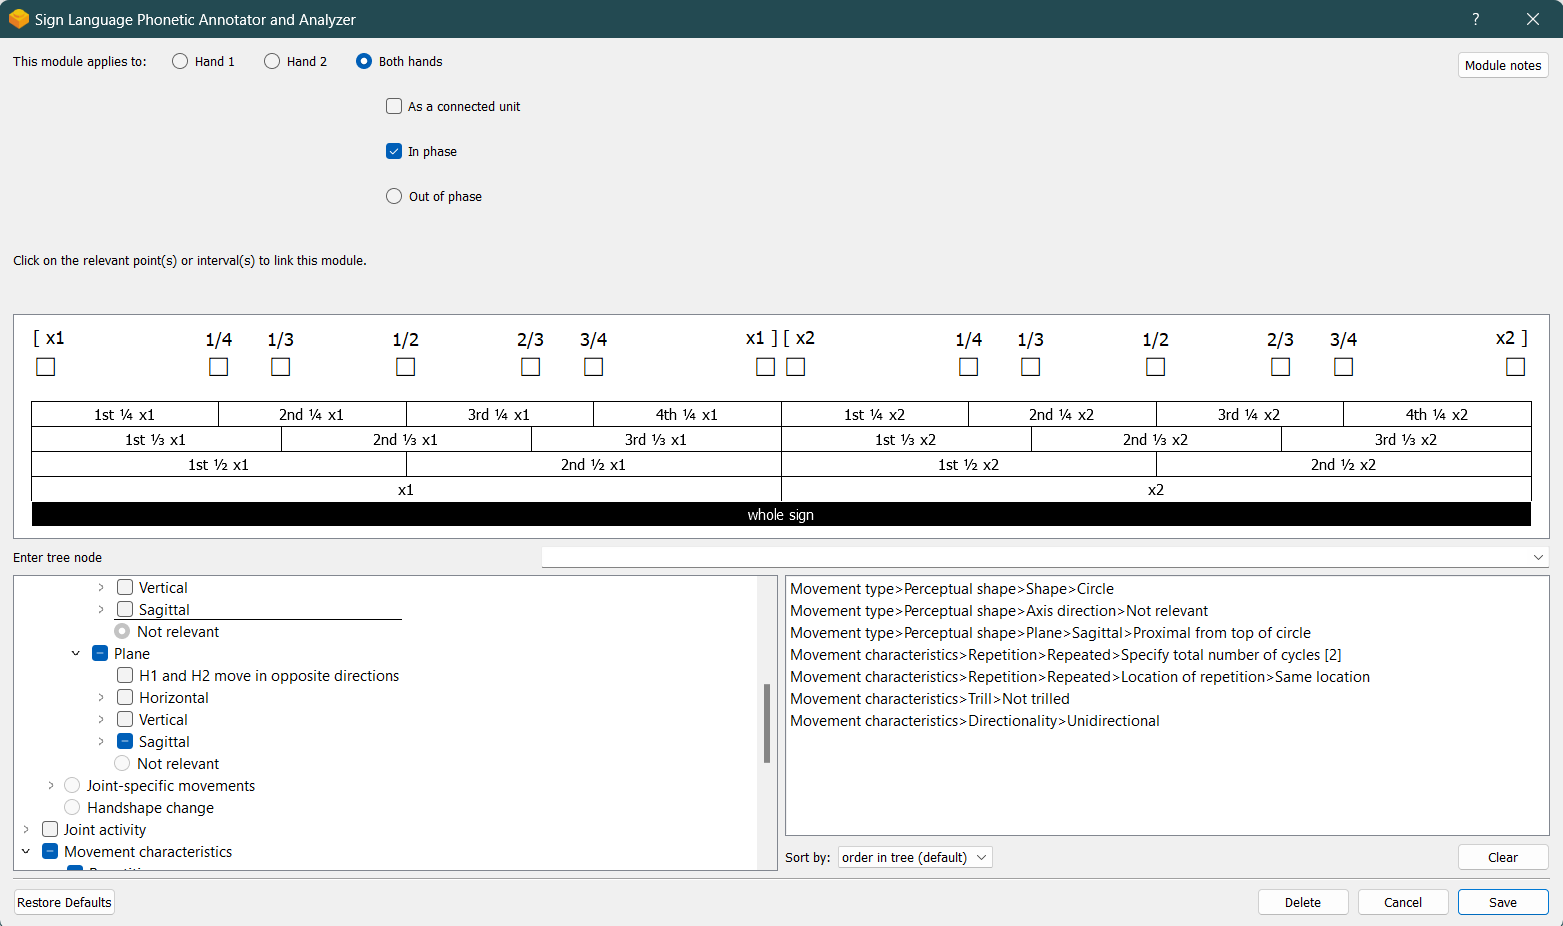 Sign Language Phonetic Annotator and Analyzer
?
This module applies to: Hand 1 Hand 2 Both hands
Module notes
As a connected unit
In phase
Out of phase
Click on the relevant point(s) or interval(s) to link this module.
[ x1 1/4 1/3 1/2 2/3 3/4 x1 ] [ x2 1/4 1/3 1/2 2/3 3/4 x2 ]
1st ¼ x1 2nd ¼ x1 3rd ¼ x1 4th ¼ x1 1st ¼ x2 2nd ¼ x2 3rd ¼ x2 4th ¼ x2
1st ⅓ x1 2nd ⅓ x1 3rd ⅓ x1 1st ⅓ x2 2nd ⅓ x2 3rd ⅓ x2
1st ½ x1 2nd ½ x1 1st ½ x2 2nd ½ x2
x1 x2
whole sign
Enter tree node
Vertical
Sagittal
Not relevant
Plane
H1 and H2 move in opposite directions
Horizontal
Vertical
Sagittal
Not relevant
Joint-specific movements
Handshape change
Joint activity
Movement characteristics
Movement type>Perceptual shape>Shape>Circle
Movement type>Perceptual shape>Axis direction>Not relevant
Movement type>Perceptual shape>Plane>Sagittal>Proximal from top of circle
Movement characteristics>Repetition>Repeated>Specify total number of cycles [2]
Movement characteristics>Repetition>Repeated>Location of repetition>Same location
Movement characteristics>Trill>Not trilled
Movement characteristics>Directionality>Unidirectional
Sort by: order in tree (default)
Clear
Restore Defaults
Delete
Cancel
Save